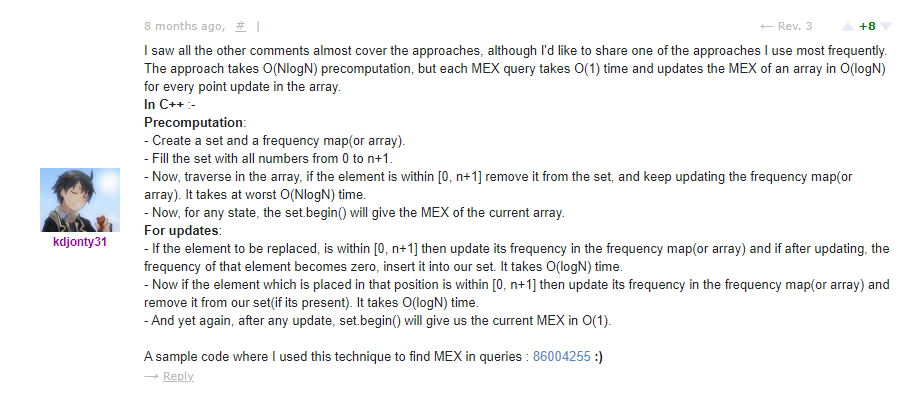 8 months ago, # |
← Rev. 3
+8
I saw all the other comments almost cover the approaches, although I'd like to share one of the approaches I use most frequently.
The approach takes O(NlogN) precomputation, but each MEX query takes O(1) time and updates the MEX of an array in O(logN)
for every point update in the array.
In C++ :-
Precomputation:
- Create a set and a frequency map(or array).
- Fill the set with all numbers from 0 to n+1.
- Now, traverse in the array, if the element is within [0, n+1] remove it from the set, and keep updating the frequency map(or
array). It takes at worst O(NlogN) time.
- Now, for any state, the set.begin() will give the MEX of the current array.
For updates:
- If the element to be replaced, is within [0, n+1] then update its frequency in the frequency map(or array) and if after updating, the
frequency of that element becomes zero, insert it into our set. It takes O(logN) time.
- Now if the element which is placed in that position is within [0, n+1] then update its frequency in the frequency map(or array) and
remove it from our set(if its present). It takes O(logN) time.
- And yet again, after any update, set.begin() will give us the current MEX in O(1).
A sample code where I used this technique to find MEX in queries : 86004255 :)
→ Reply
kdjonty31